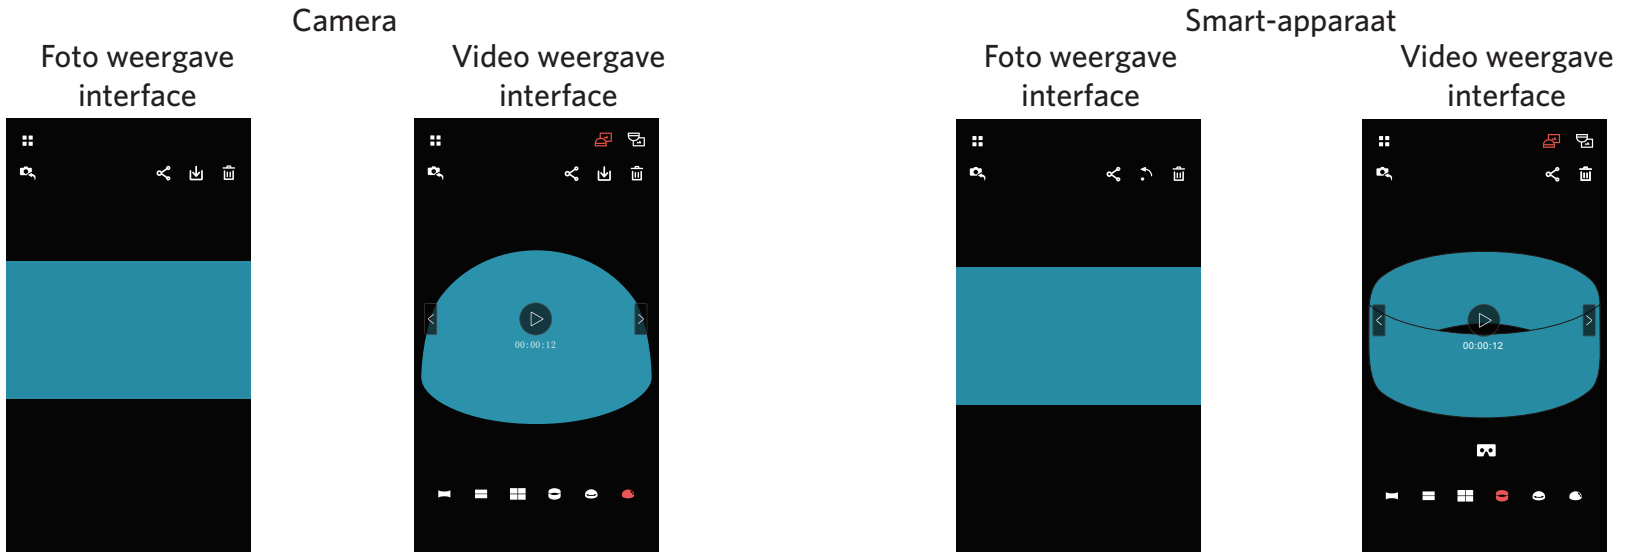 Camera
Foto weergave
interface
Video weergave
interface
00:00:12
Smart-apparaat
Foto weergave
interface
Video weergave
interface
00:00:12